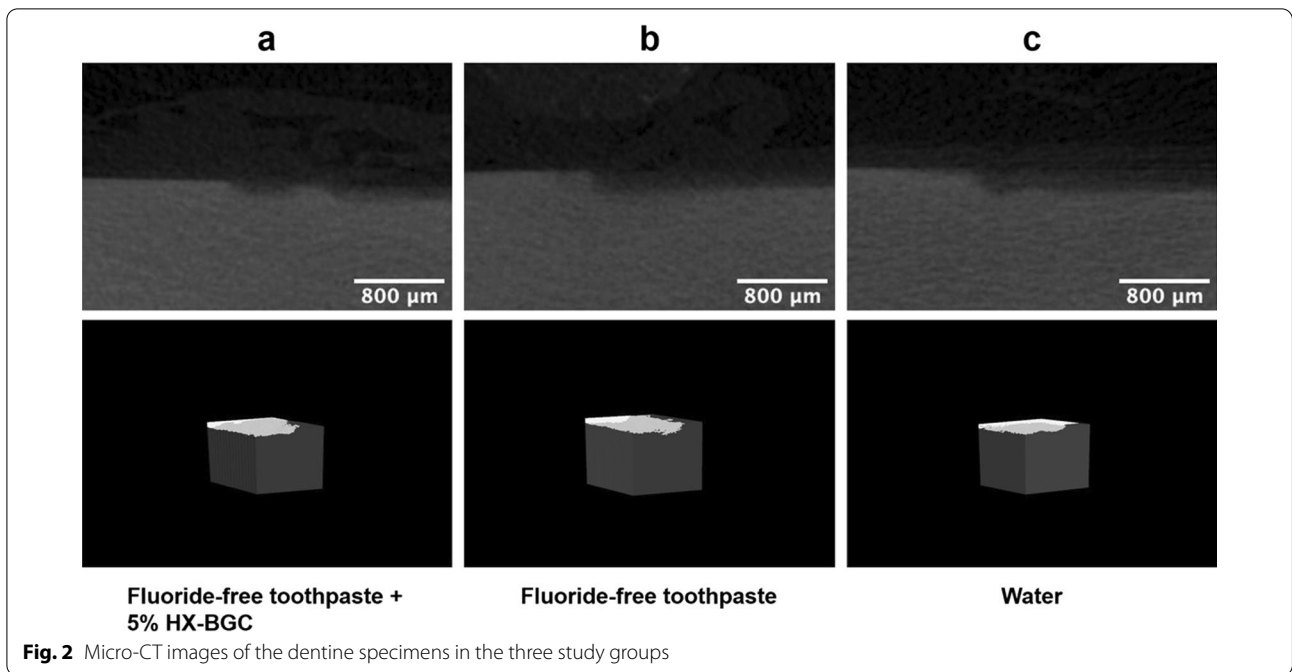 a
b
c
800 µm
800 µm
800 µm
Fluoride-free toothpaste +
5% HX-BGC
Fluoride-free toothpaste
Water
Fig. 2 Micro-CT images of the dentine specimens in the three study groups